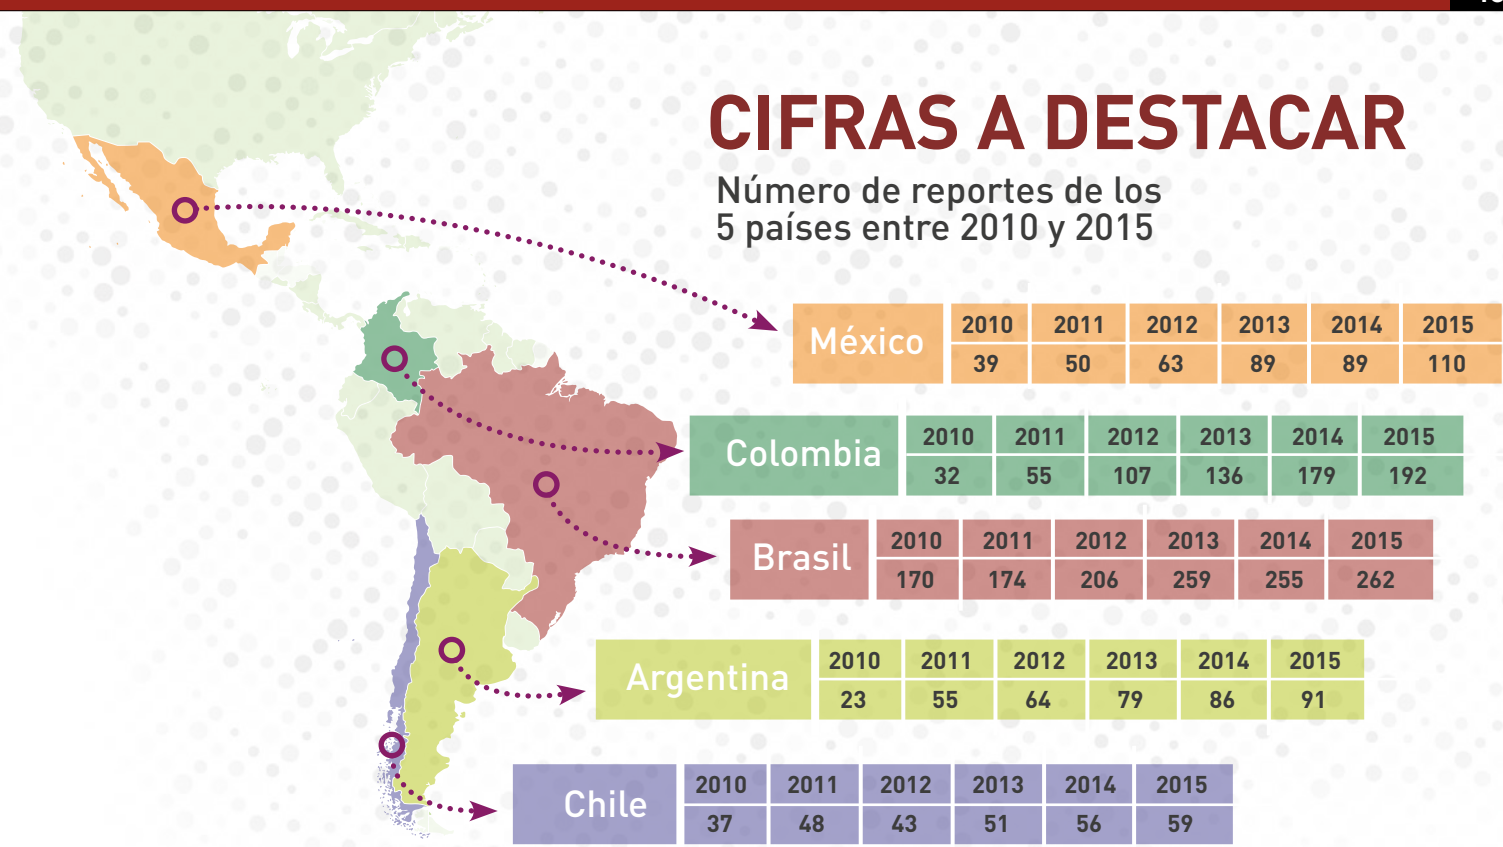 CIFRAS A DESTACAR
Número de reportes de los
5 países entre 2010 y 2015
México
2010 2011 2012 2013 2014 2015
39 50 63 89 89 110
Colombia
2010 2011 2012 2013 2014 2015
32 55 107 136 179 192
Brasil
2010 2011 2012 2013 2014 2015
170 174 206 259 255 262
Argentina
2010 2011 2012 2013 2014 2015
23 55 64 79 86 91
Chile
2010 2011 2012 2013 2014 2015
37 48 43 51 56 59